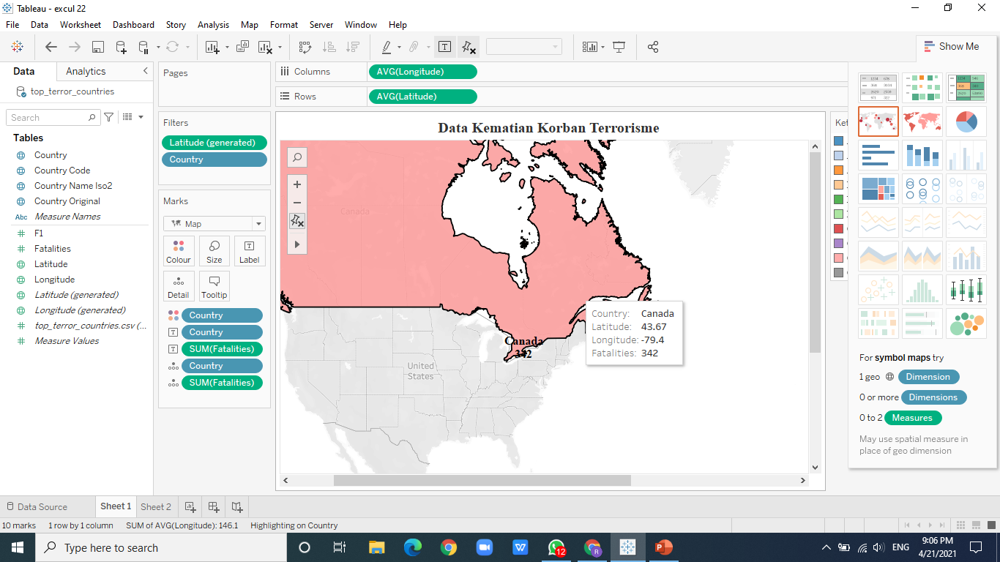 Tableau - excul 22
File Data Worksheet Dashboard Story Analysis Map Format Server Window Help
Show Me
Data Analytics
top_terror_countries
Search
Tables
Country
Country Code
Country Name Iso2
Country Original
Abc Measure Names
F1
Fatalities
Latitude
Longitude
Latitude (generated)
Longitude (generated)
top_terror_countries.csv (...
Measure Values
Pages
Filters
Latitude (generated)
Country
Marks
Map
Colour Size Label
Detail Tooltip
Country
Country
SUM(Fatalities)
Country
SUM(Fatalities)
Columns AVG(Longitude)
Rows AVG(Latitude)
Data Kematian Korban Terrorisme
Canada
United
States
Canada
342
Country: Canada
Latitude: 43.67
Longitude: -79.4
Fatalities: 342
Ket
For symbol maps try
1 geo Dimension
0 or more Dimensions
0 to 2 Measures
May use spatial measure in
place of geo dimension
Data Source Sheet 1 Sheet 2
10 marks 1 row by 1 column SUM of AVG(Longitude): 146.1 Highlighting on Country
Type here to search
12
R
ENG
9:06 PM
4/21/2021